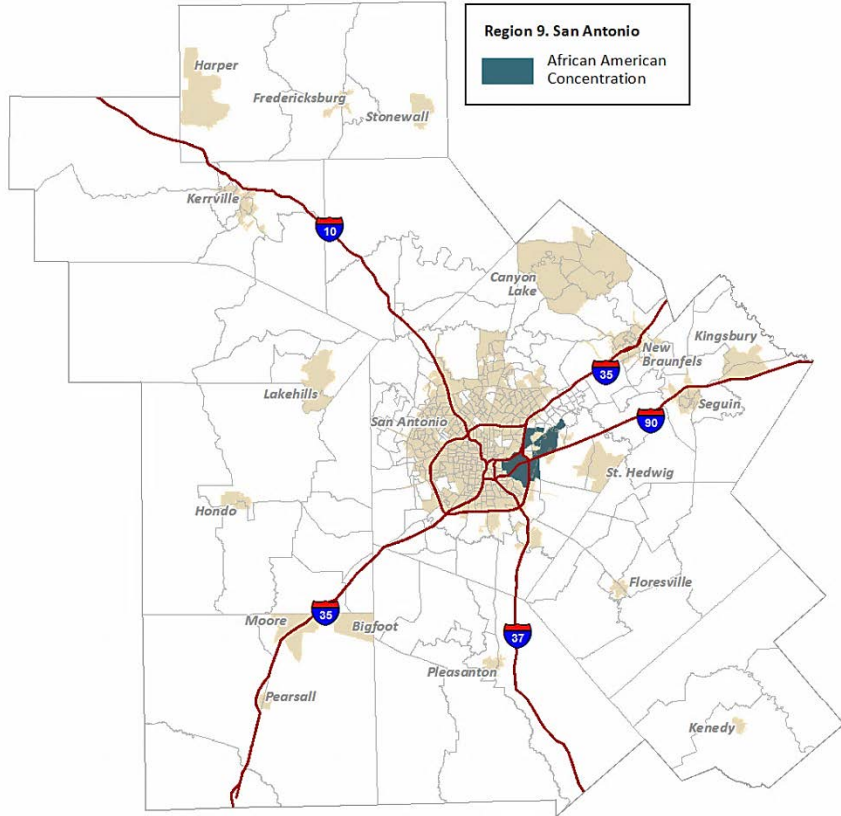 Region 9. San Antonio
African American
Concentration
Harper
Fredericksburg
Stonewall
Kerrville
10
Canyon
Lake
New
Braunfels
Kingsbury
35
Lakehills
Seguin
San Antonio
90
St. Hedwig
Hondo
Floresville
Moore
35
Bigfoot
37
Pleasanton
Pearsall
Kenedy